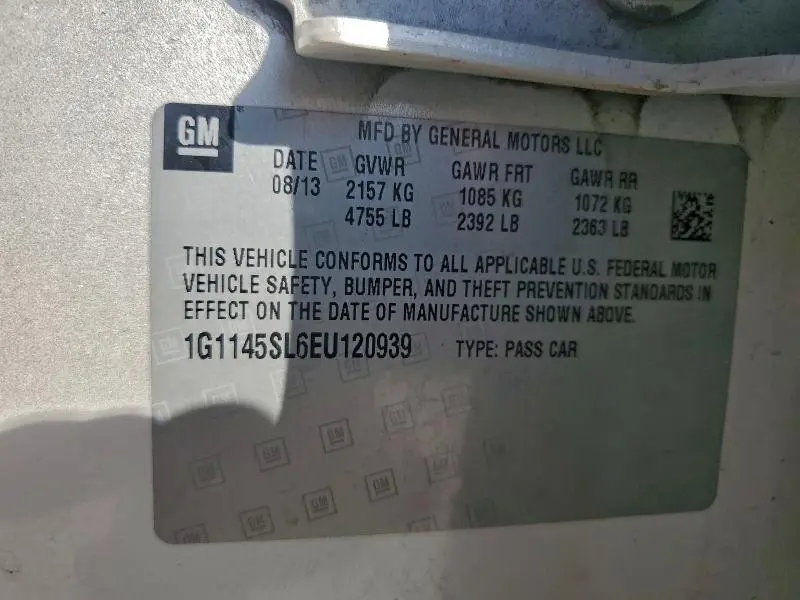 GM
MFD BY GENERAL MOTORS LLC
DATE GVWR GAWR FRT GAWR RR
08/13 2157 KG 1085 KG 1072 KG
4755 LB 2392 LB 2363 LB
THIS VEHICLE CONFORMS TO ALL APPLICABLE U.S. FEDERAL MOTOR
VEHICLE SAFETY, BUMPER, AND THEFT PREVENTION STANDARDS IN
EFFECT ON THE DATE OF MANUFACTURE SHOWN ABOVE.
1G1145SL6EU120939 TYPE: PASS CAR